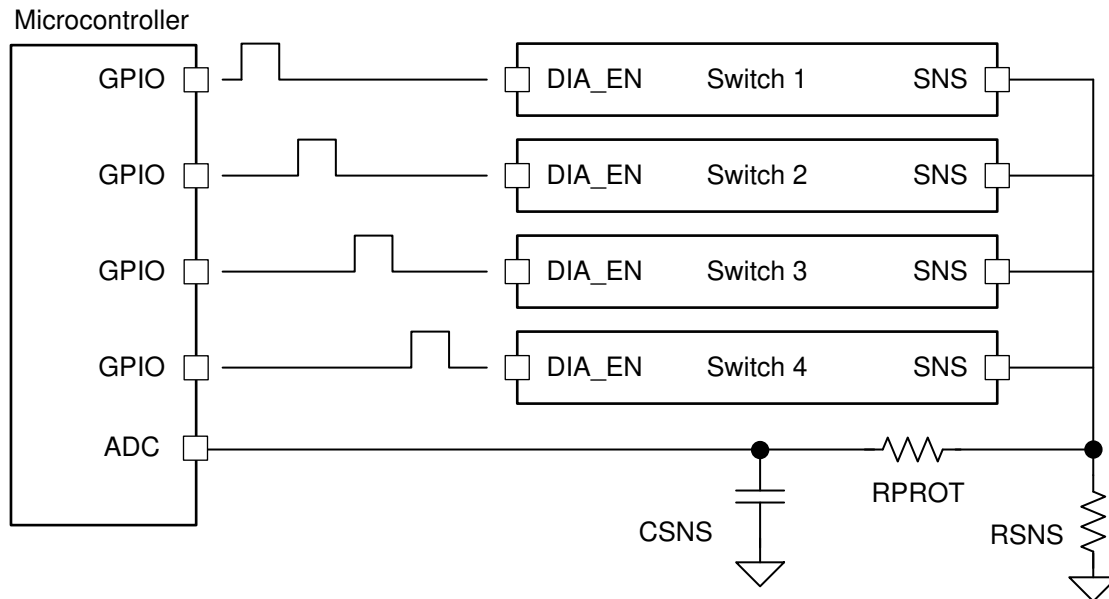 Microcontroller
GPIO DIA_EN Switch 1 SNS
GPIO DIA_EN Switch 2 SNS
GPIO DIA_EN Switch 3 SNS
GPIO DIA_EN Switch 4 SNS
ADC
RPROT
CSNS
RSNS